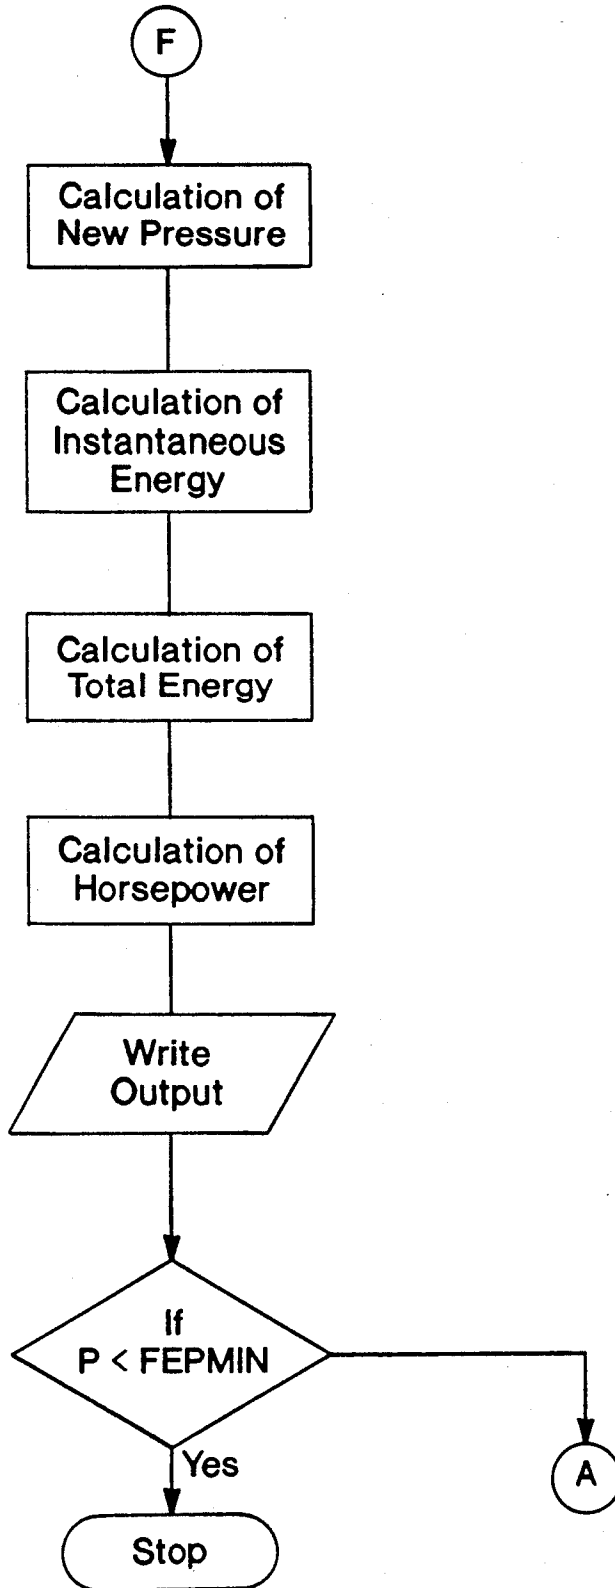 F
Calculation of
New Pressure
Calculation of
Instantaneous
Energy
Calculation of
Total Energy
Calculation of
Horsepower
Write
Output
If
P < FEPMIN
Yes
A
Stop